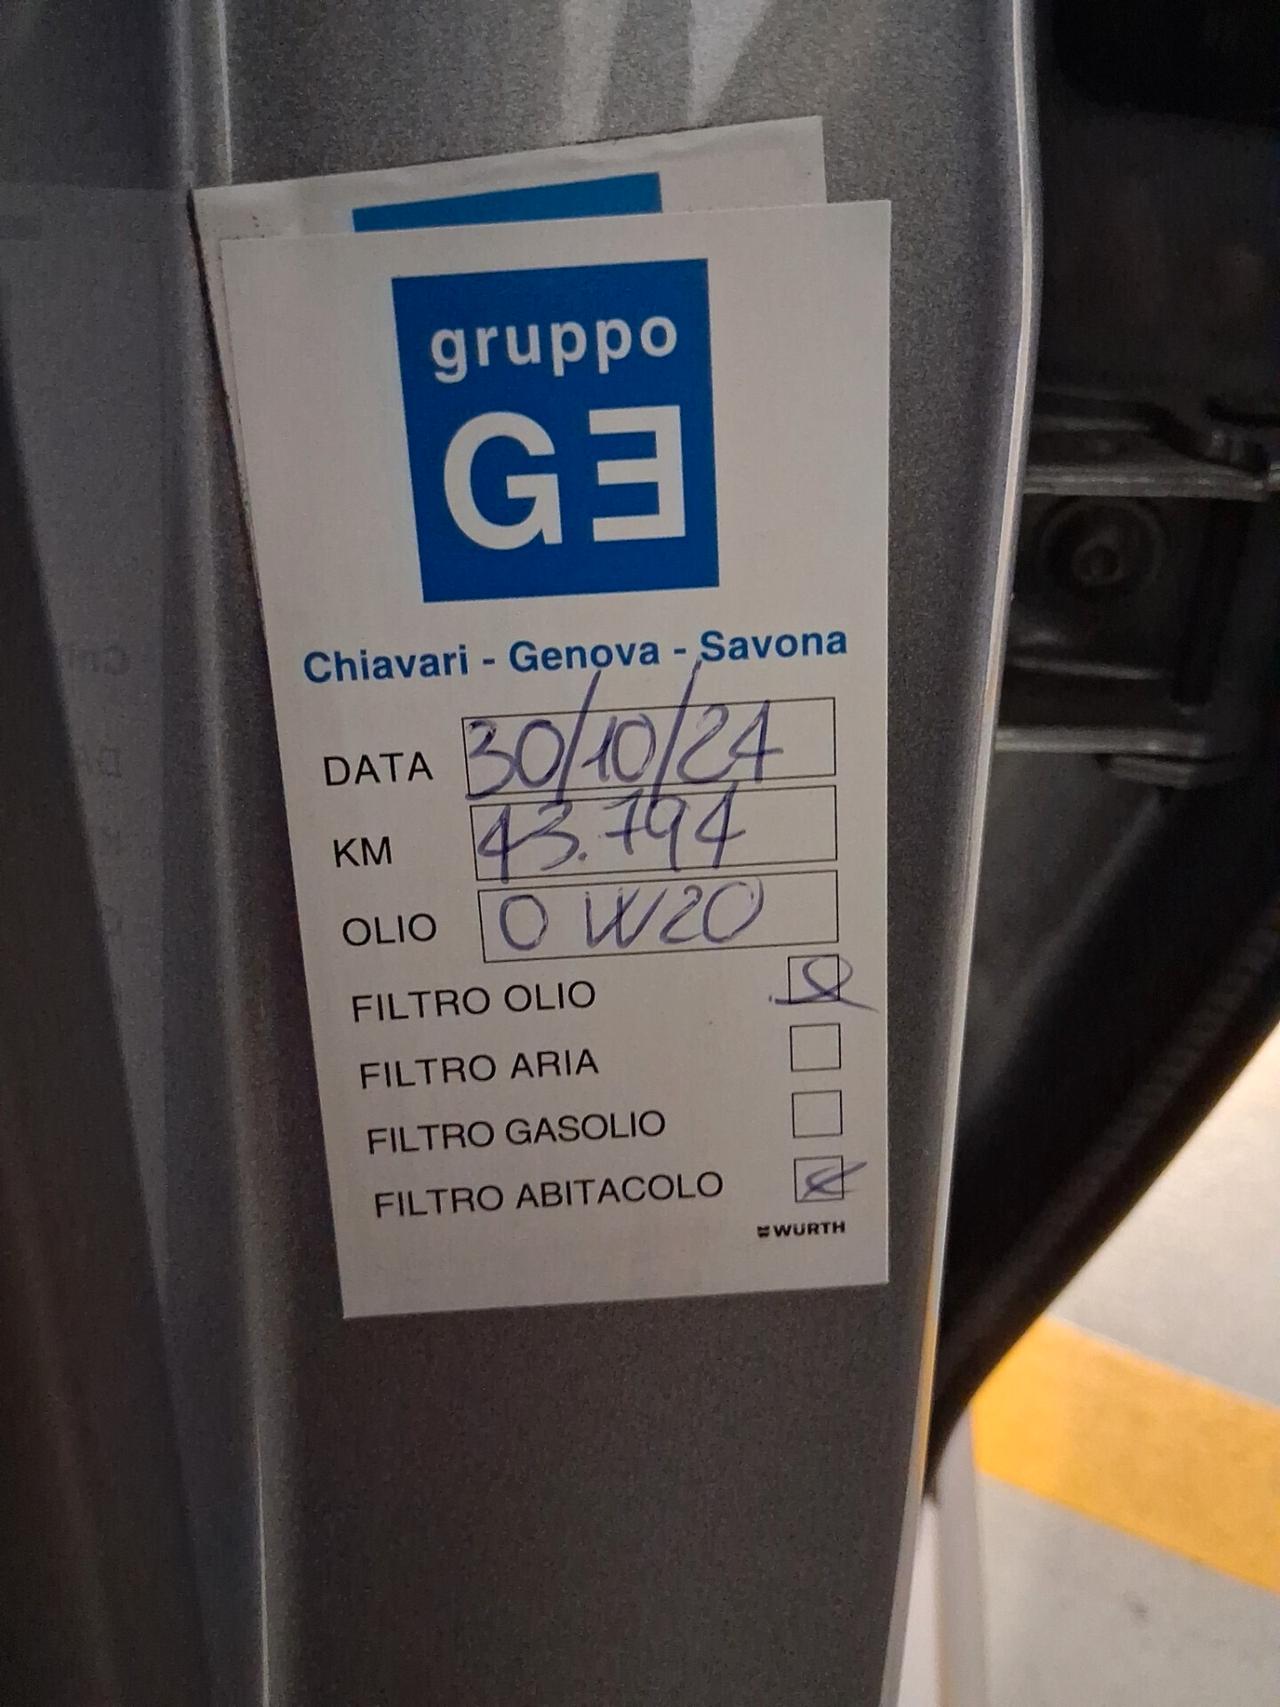 gruppo
GE
Chiavari - Genova - Savona
DATA 30/10/24
KM 43.794
OLIO 0 W20
FILTRO OLIO
FILTRO ARIA
FILTRO GASOLIO
FILTRO ABITACOLO
WURTH